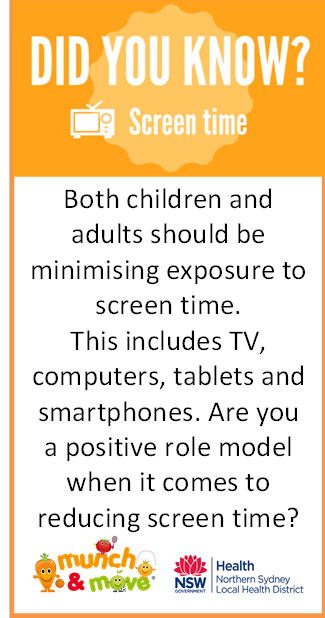 DID YOU KNOW?
Screen time
Both children and
adults should be
minimising exposure to
screen time.
This includes TV,
computers, tablets and
smartphones. Are you
a positive role model
when it comes to
reducing screen time?
munch
& move
NSW
GOVERNMENT
Health
Northern Sydney
Local Health District